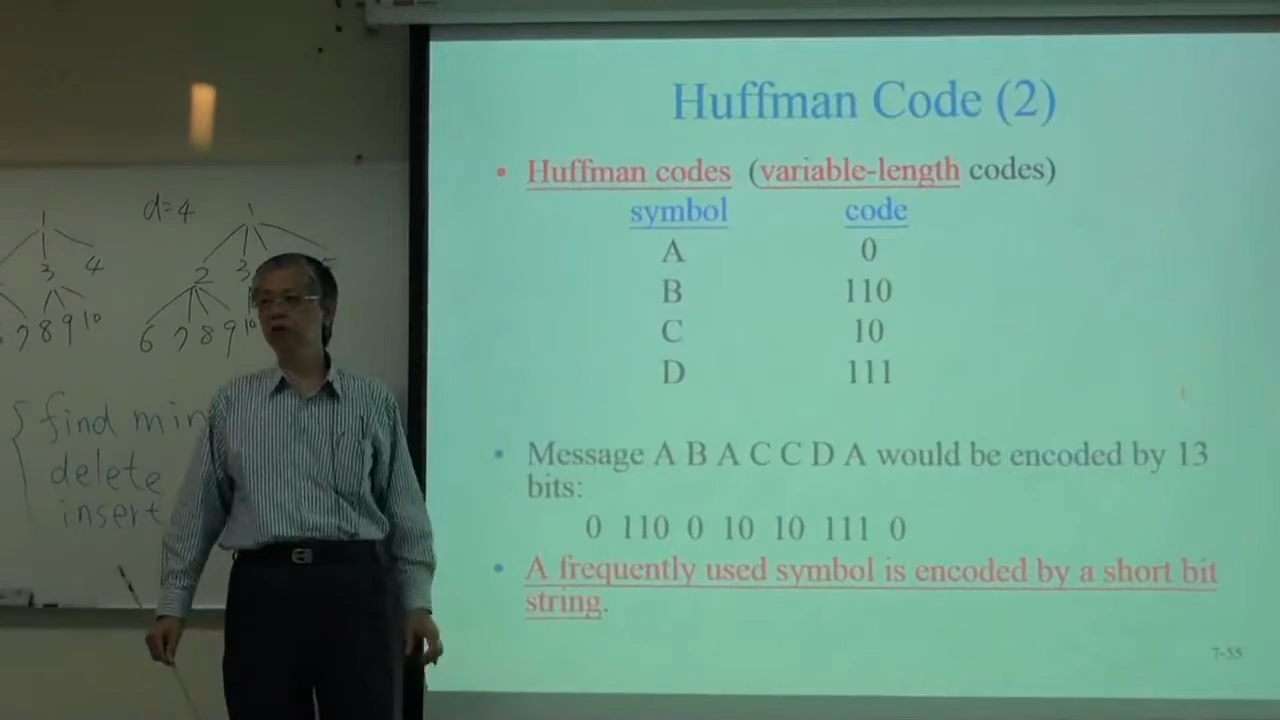 Huffman Code (2)
• Huffman codes (variable-length codes)
symbol code
A 0
B 110
C 10
D 111
• Message A B A C C D A would be encoded by 13
bits:
0 110 0 10 10 111 0
• A frequently used symbol is encoded by a short bit
string.
7-55
1
3 4
7 8 9 10
d=4
1
2 3
6 7 8 9 10
{ find min
delete
insert